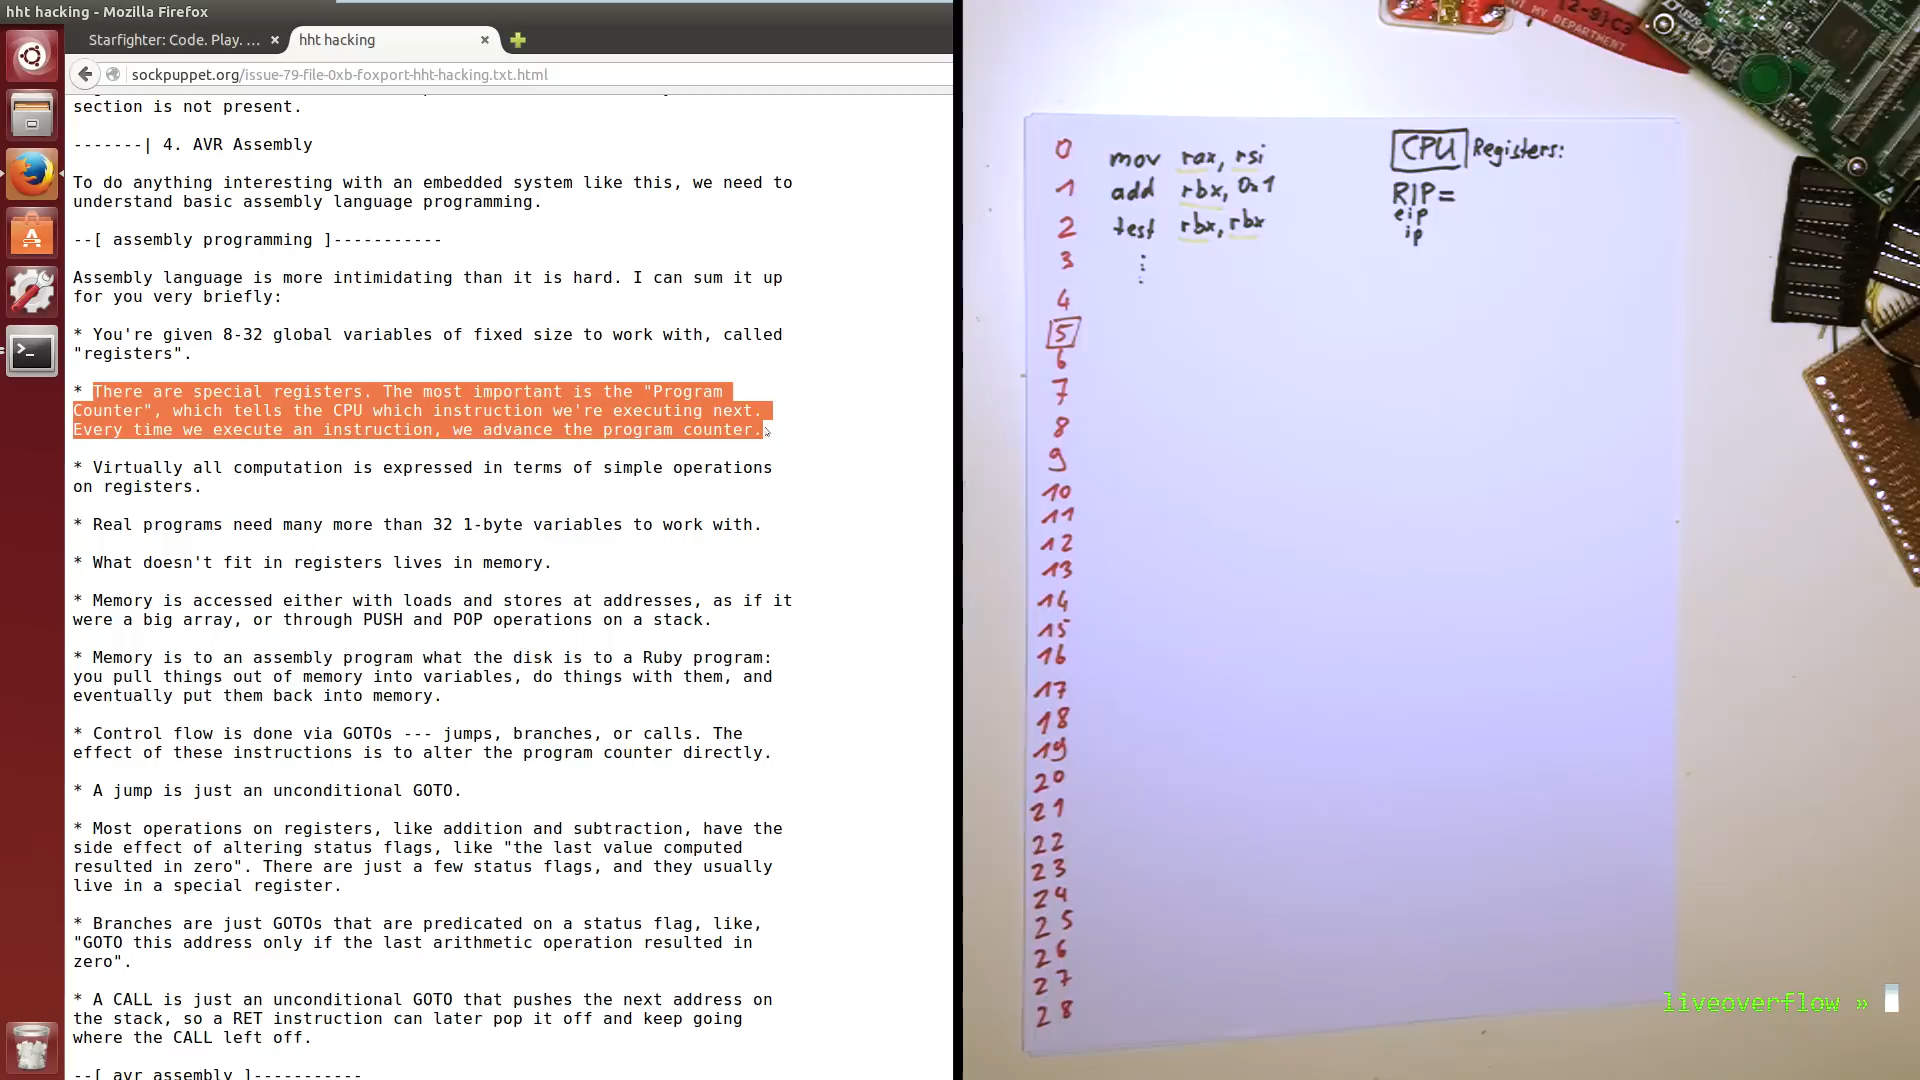 hht hacking - Mozilla Firefox
Starfighter: Code. Play. ...
hht hacking
sockpuppet.org/issue-79-file-0xb-foxport-hht-hacking.txt.html
section is not present.
-------| 4. AVR Assembly
To do anything interesting with an embedded system like this, we need to
understand basic assembly language programming.
--[ assembly programming ]-----------
Assembly language is more intimidating than it is hard. I can sum it up
for you very briefly:
* You're given 8-32 global variables of fixed size to work with, called
"registers".
* There are special registers. The most important is the "Program
Counter", which tells the CPU which instruction we're executing next.
Every time we execute an instruction, we advance the program counter.
* Virtually all computation is expressed in terms of simple operations
on registers.
* Real programs need many more than 32 1-byte variables to work with.
* What doesn't fit in registers lives in memory.
* Memory is accessed either with loads and stores at addresses, as if it
were a big array, or through PUSH and POP operations on a stack.
* Memory is to an assembly program what the disk is to a Ruby program:
you pull things out of memory into variables, do things with them, and
eventually put them back into memory.
* Control flow is done via GOTOs --- jumps, branches, or calls. The
effect of these instructions is to alter the program counter directly.
* A jump is just an unconditional GOTO.
* Most operations on registers, like addition and subtraction, have the
side effect of altering status flags, like "the last value computed
resulted in zero". There are just a few status flags, and they usually
live in a special register.
* Branches are just GOTOs that are predicated on a status flag, like,
"GOTO this address only if the last arithmetic operation resulted in
zero".
* A CALL is just an unconditional GOTO that pushes the next address on
the stack, so a RET instruction can later pop it off and keep going
where the CALL left off.
--[ avr assembly ]-----------
0 mov rax, rsi
1 add rbx, 0x1
2 test rbx, rbx
3 :
4
5
6
7
8
9
10
11
12
13
14
15
16
17
18
19
20
21
22
23
24
25
26
27
28
CPU Registers:
RIP=
eip
ip
{2-9}C3
MY DEPARTMENT
liveoverflow »